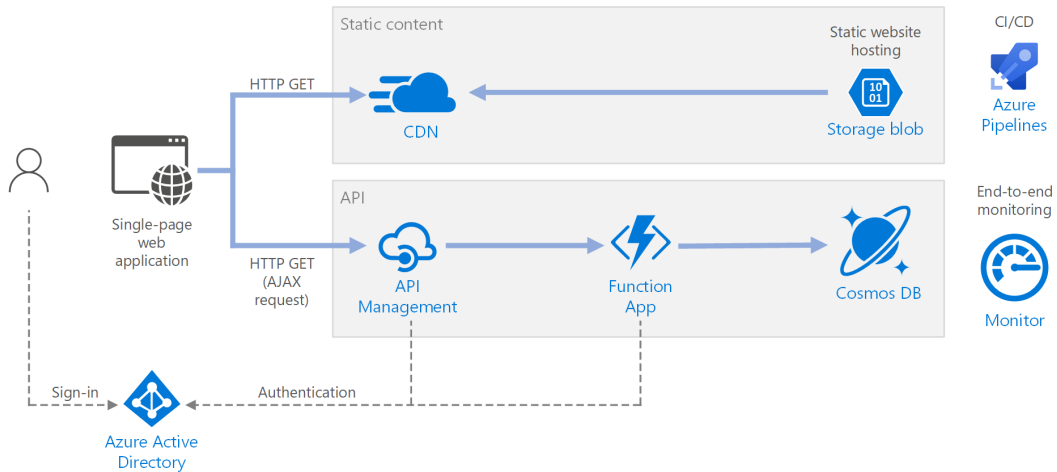 Static content
Static website
hosting
CI/CD
HTTP GET
CDN
Storage blob
Azure
Pipelines
API
End-to-end
monitoring
Single-page
web
application
HTTP GET
(AJAX
request)
API
Management
Function
App
Cosmos DB
Monitor
Sign-in
Authentication
Azure Active
Directory
10
01